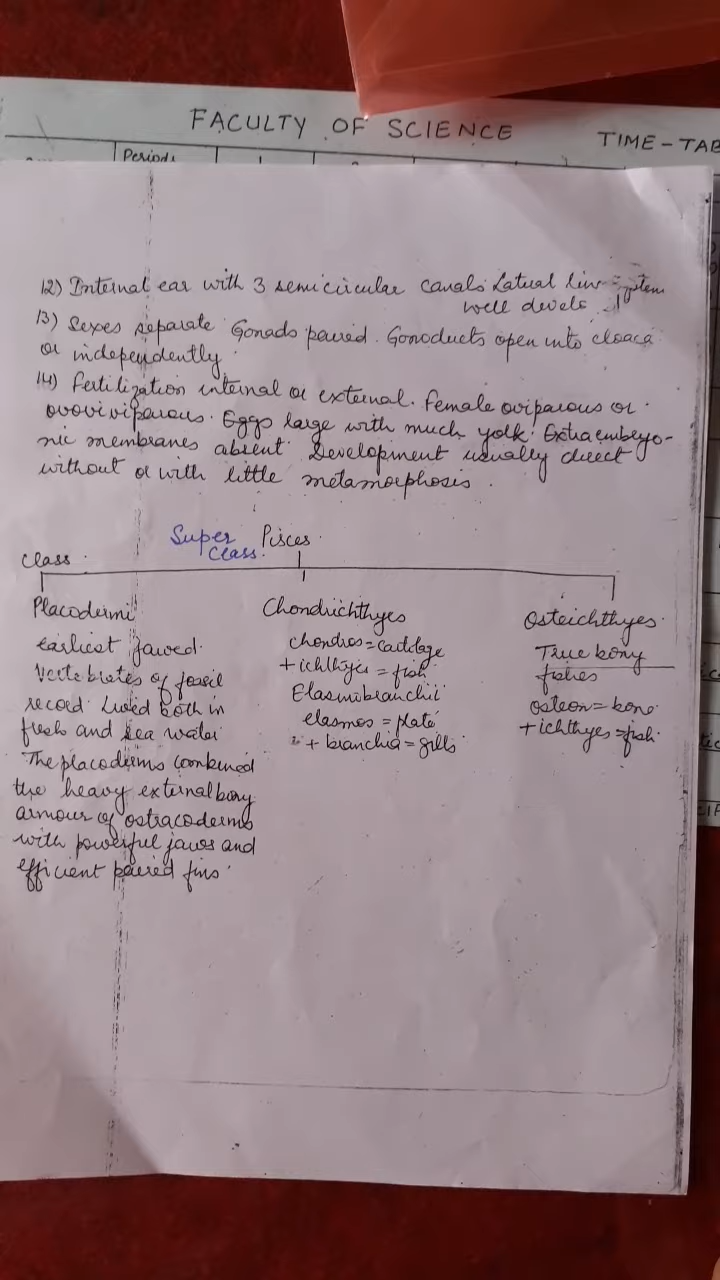 FACULTY OF SCIENCE
TIME-TAB
Periods
12) Internal ear with 3 semicircular canals. Lateral line system
well develo
13) Sexes separate Gonads paired. Gonoducts open into cloaca
or independently.
14) Fertilization internal or external. Female oviparous or
ovoviviparous. Eggs large with much yolk. Extraembryo-
nic membranes absent. Development usually direct
without or with little metamorphosis.
Super Pisces
Class.
Class.
Placodermi
earliest jawed
Vertebrates of fossil
record. Lived both in
fresh and sea water
The placoderms combined
the heavy external bony
armour of ostracoderms
with powerful jaws and
efficient paired fins.
Chondrichthyes
chondros = cartilage
+ ichthyes = fish
Elasmobranchii
elasmos = plate
+ branchia = gills
Osteichthyes.
True bony
fishes
osteon = bone
+ ichthyes = fish.